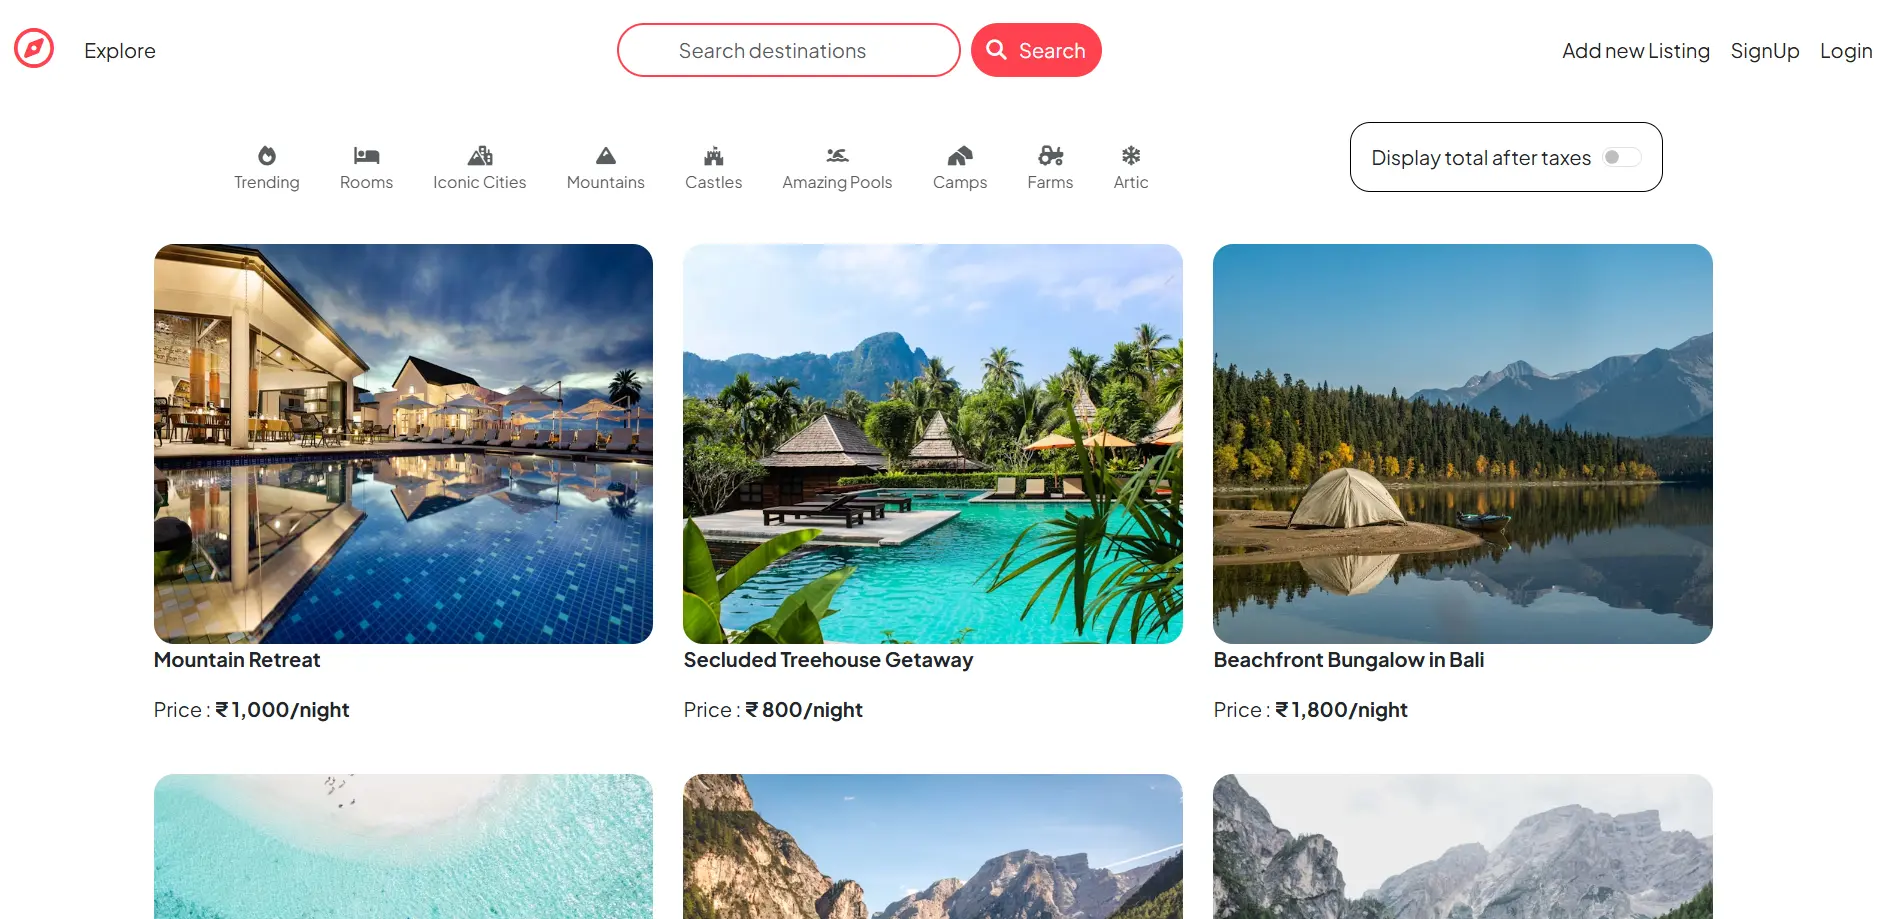 Explore
Search destinations
Search
Add new Listing
SignUp
Login
Trending
Rooms
Iconic Cities
Mountains
Castles
Amazing Pools
Camps
Farms
Artic
Display total after taxes
Mountain Retreat
Price : ₹ 1,000/night
Secluded Treehouse Getaway
Price : ₹ 800/night
Beachfront Bungalow in Bali
Price : ₹ 1,800/night